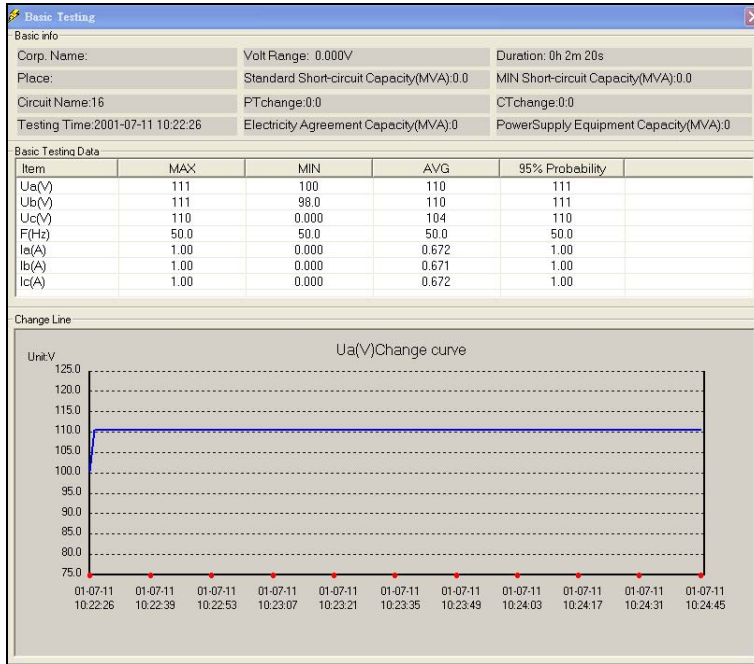 Basic Testing
Basic info
Corp. Name: Volt Range: 0.000V Duration: 0h 2m 20s
Place: Standard Short-circuit Capacity(MVA):0.0 MIN Short-circuit Capacity(MVA):0.0
Circuit Name:16 PTchange:0:0 CTchange:0:0
Testing Time:2001-07-11 10:22:26 Electricity Agreement Capacity(MVA):0 PowerSupply Equipment Capacity(MVA):0
Basic Testing Data
Item MAX MIN AVG 95% Probability
Ua(V) 111 100 110 111
Ub(V) 111 98.0 110 111
Uc(V) 110 0.000 104 110
F(Hz) 50.0 50.0 50.0 50.0
Ia(A) 1.00 0.000 0.672 1.00
Ib(A) 1.00 0.000 0.671 1.00
Ic(A) 1.00 0.000 0.672 1.00
Change Line
Ua(V)Change curve
Unit:V
125.0
120.0
115.0
110.0
105.0
100.0
95.0
90.0
85.0
80.0
75.0
01-07-11 01-07-11 01-07-11 01-07-11 01-07-11 01-07-11 01-07-11 01-07-11 01-07-11 01-07-11 01-07-11
10:22:26 10:22:39 10:22:53 10:23:07 10:23:21 10:23:35 10:23:49 10:24:03 10:24:17 10:24:31 10:24:45